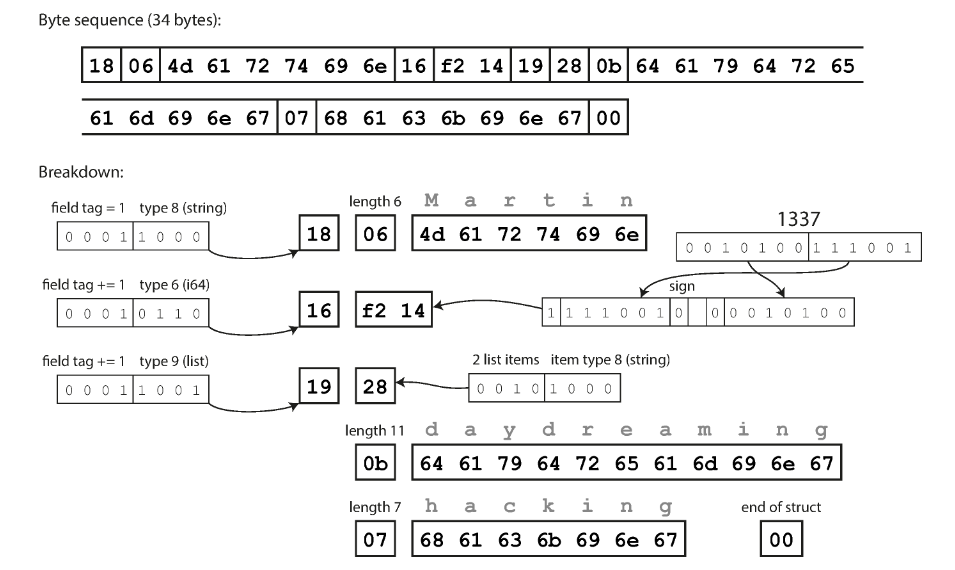 Byte sequence (34 bytes):
18 06 4d 61 72 74 69 6e 16 f2 14 19 28 0b 64 61 79 64 72 65
61 6d 69 6e 67 07 68 61 63 6b 69 6e 67 00
Breakdown:
field tag = 1 type 8 (string)
0 0 0 1 1 0 0 0
18
length 6
06
M a r t i n
4d 61 72 74 69 6e
1337
0 0 1 0 1 0 0 1 1 1 0 0 1
field tag += 1 type 6 (i64)
0 0 0 1 0 1 1 0
16
f2 14
sign
1 1 1 1 0 0 1 0 0 0 0 1 0 1 0 0
field tag += 1 type 9 (list)
0 0 0 1 1 0 0 1
19
28
2 list items item type 8 (string)
0 0 1 0 1 0 0 0
length 11
0b
d a y d r e a m i n g
64 61 79 64 72 65 61 6d 69 6e 67
length 7
07
h a c k i n g
68 61 63 6b 69 6e 67
end of struct
00